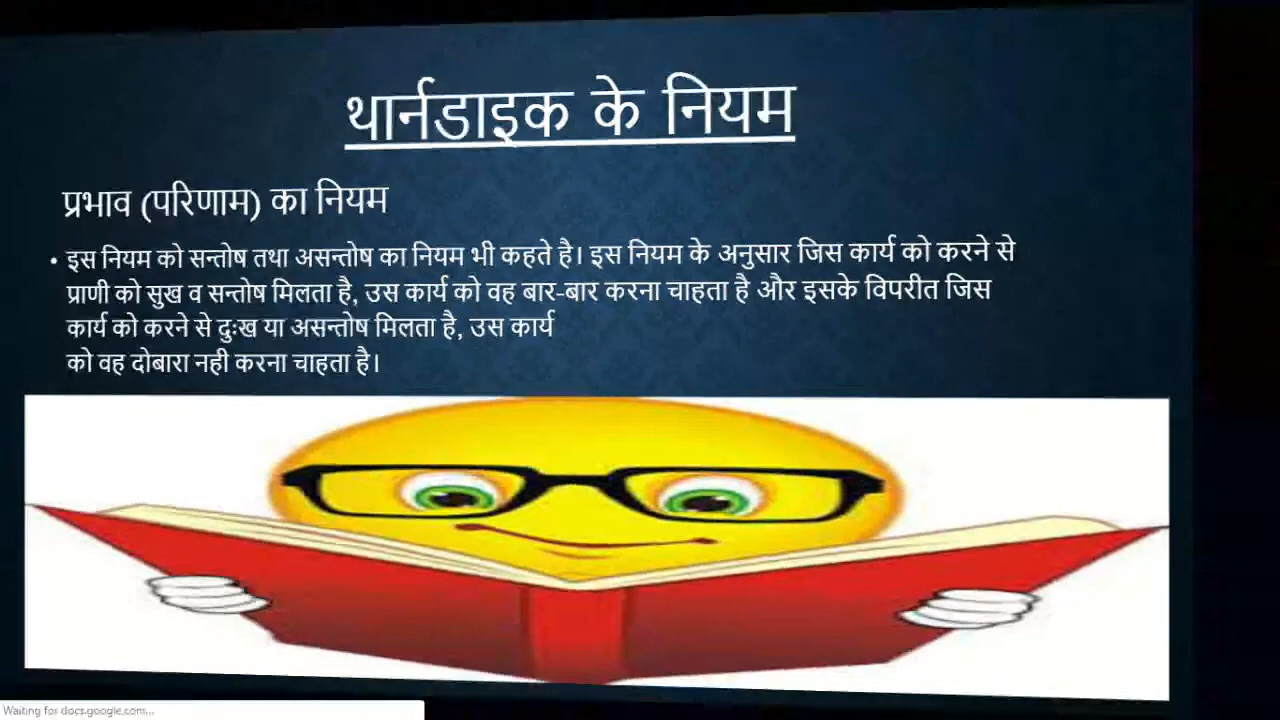 थार्नडाइक के नियम
प्रभाव (परिणाम) का नियम
• इस नियम को सन्तोष तथा असन्तोष का नियम भी कहते है। इस नियम के अनुसार जिस कार्य को करने से
प्राणी को सुख व सन्तोष मिलता है, उस कार्य को वह बार-बार करना चाहता है और इसके विपरीत जिस
कार्य को करने से दुःख या असन्तोष मिलता है, उस कार्य
को वह दोबारा नही करना चाहता है।
Waiting for docs.google.com...